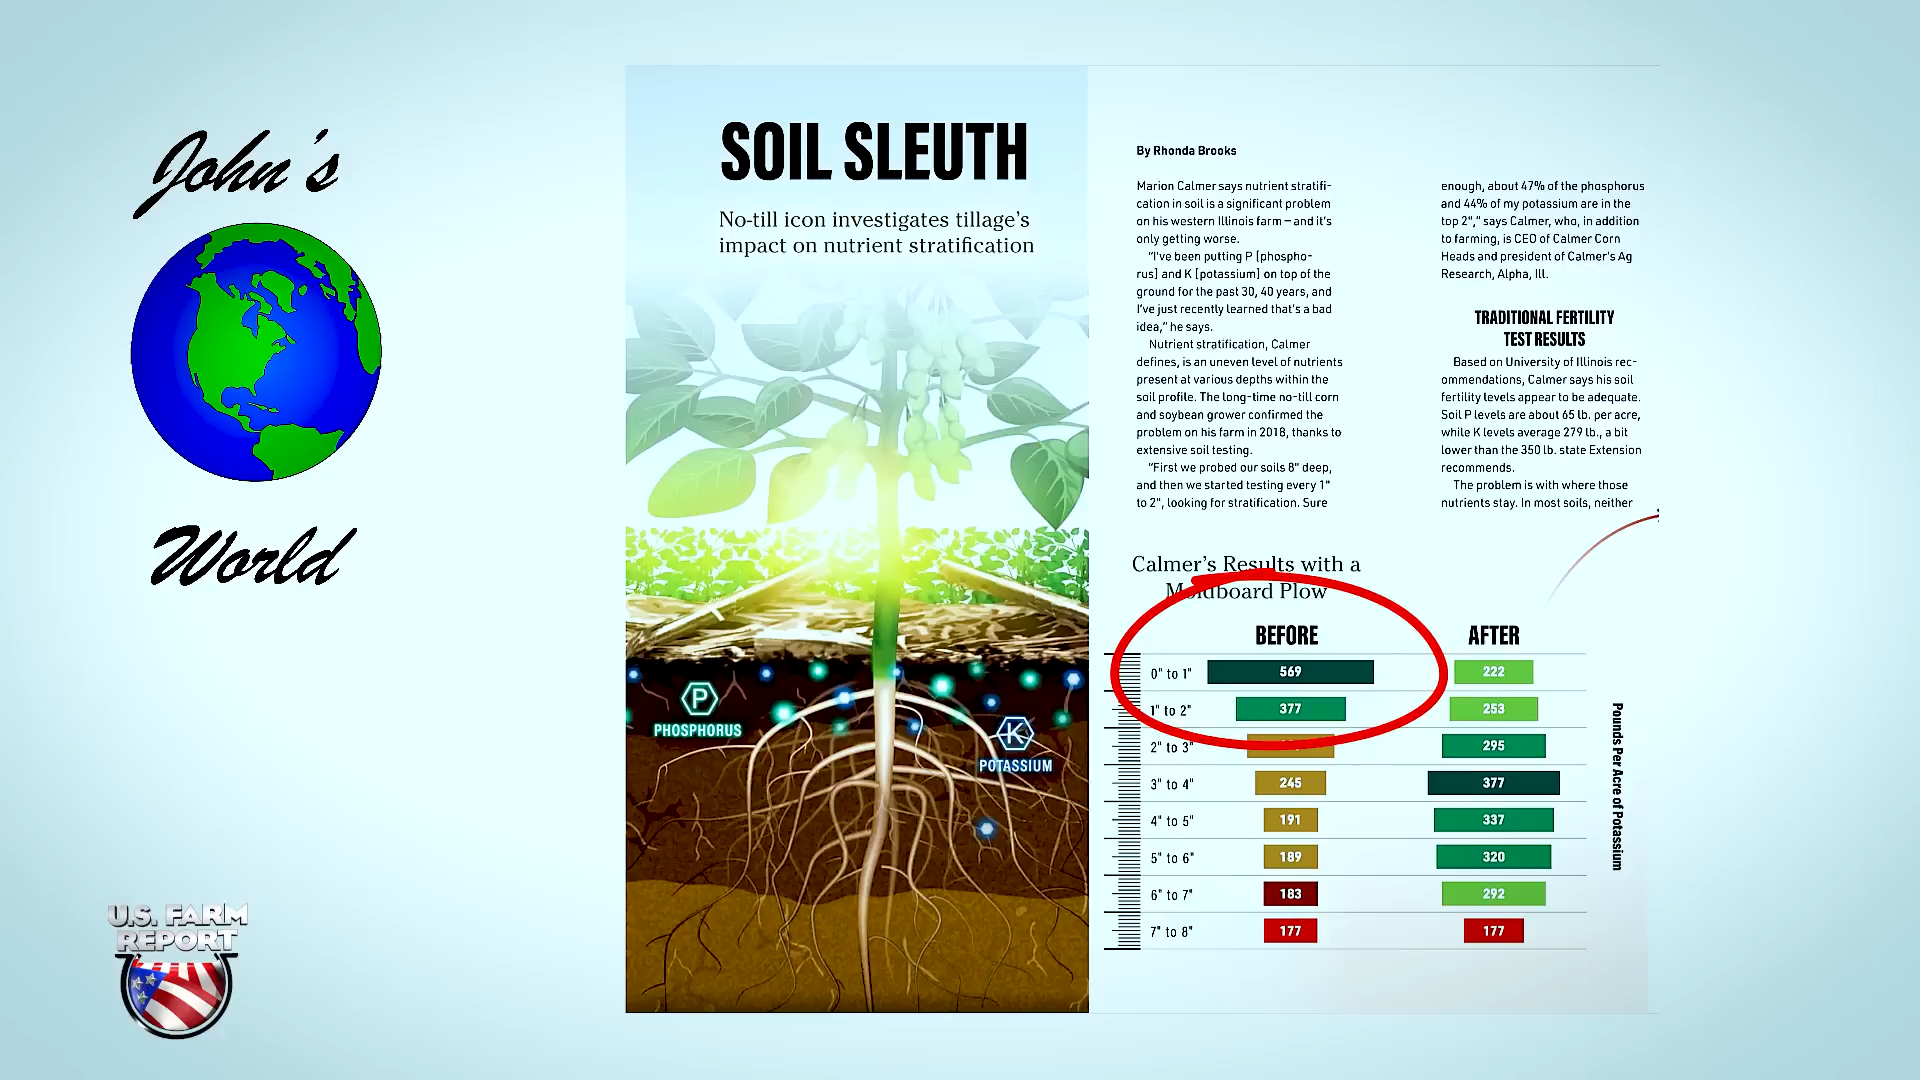 John's
World
U.S. FARM
REPORT
SOIL SLEUTH
No-till icon investigates tillage's
impact on nutrient stratification
P
PHOSPHORUS
K
POTASSIUM
By Rhonda Brooks
Marion Calmer says nutrient stratifi-
cation in soil is a significant problem
on his western Illinois farm – and it's
only getting worse.
"I've been putting P [phospho-
rus] and K [potassium] on top of the
ground for the past 30, 40 years, and
I've just recently learned that's a bad
idea," he says.
Nutrient stratification, Calmer
defines, is an uneven level of nutrients
present at various depths within the
soil profile. The long-time no-till corn
and soybean grower confirmed the
problem on his farm in 2018, thanks to
extensive soil testing.
"First we probed our soils 8" deep,
and then we started testing every 1"
to 2", looking for stratification. Sure
enough, about 47% of the phosphorus
and 44% of my potassium are in the
top 2"," says Calmer, who, in addition
to farming, is CEO of Calmer Corn
Heads and president of Calmer's Ag
Research, Alpha, Ill.
TRADITIONAL FERTILITY
TEST RESULTS
Based on University of Illinois rec-
ommendations, Calmer says his soil
fertility levels appear to be adequate.
Soil P levels are about 65 lb. per acre,
while K levels average 279 lb., a bit
lower than the 350 lb. state Extension
recommends.
The problem is with where those
nutrients stay. In most soils, neither
Calmer's Results with a
Moldboard Plow
BEFORE AFTER
0" to 1" 569 222
1" to 2" 377 253
2" to 3" 295
3" to 4" 245 377
4" to 5" 191 337
5" to 6" 189 320
6" to 7" 183 292
7" to 8" 177 177
Pounds Per Acre of Potassium